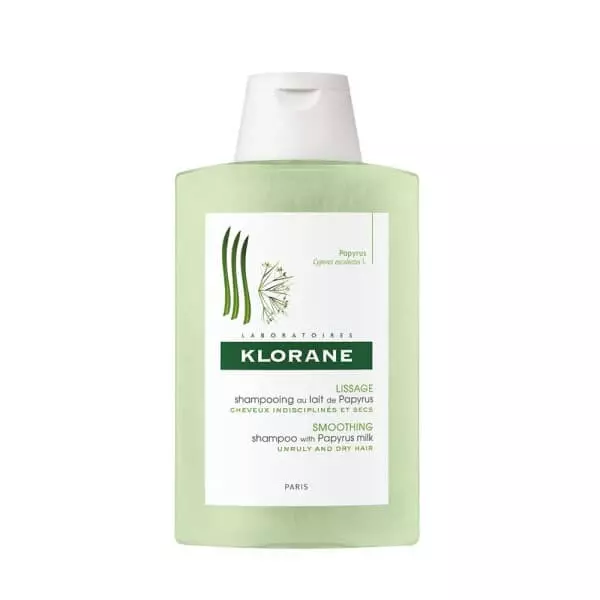 Papyrus
Cyperus esculentus L.
LABORATOIRES
KLORANE
LISSAGE
shampooing au lait de Papyrus
CHEVEUX INDISCIPLINÉS ET SECS
SMOOTHING
shampoo with Papyrus milk
UNRULY AND DRY HAIR
PARIS